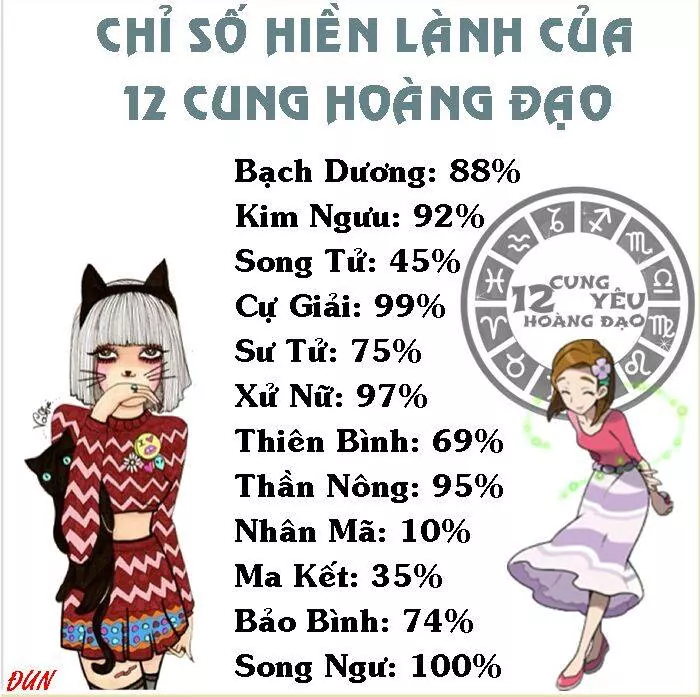 CHỈ SỐ HIỀN LÀNH CỦA
12 CUNG HOÀNG ĐẠO
Bạch Dương: 88%
Kim Ngưu: 92%
Song Tử: 45%
Cự Giải: 99%
Sư Tử: 75%
Xử Nữ: 97%
Thiên Bình: 69%
Thần Nông: 95%
Nhân Mã: 10%
Ma Kết: 35%
Bảo Bình: 74%
Song Ngư: 100%
12 CUNG YÊU
HOÀNG ĐẠO
ĐUN